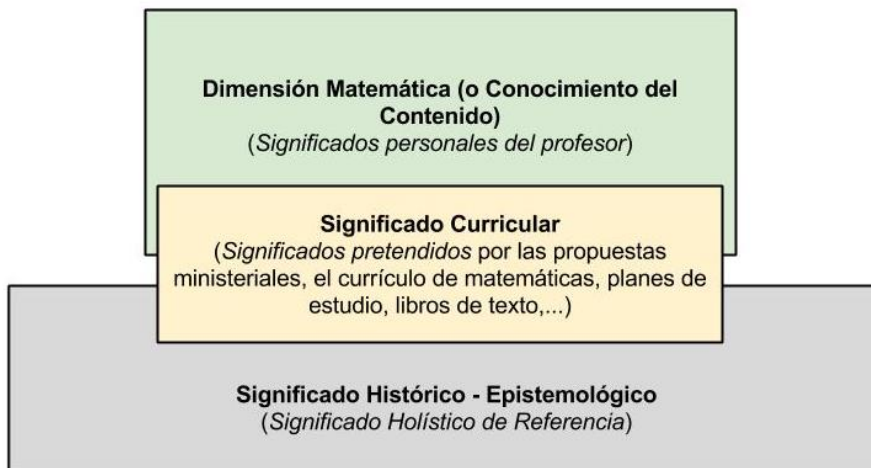 Dimensión Matemática (o Conocimiento del
Contenido)
(Significados personales del profesor)
Significado Curricular
(Significados pretendidos por las propuestas
ministeriales, el currículo de matemáticas, planes de
estudio, libros de texto,...)
Significado Histórico - Epistemológico
(Significado Holístico de Referencia)